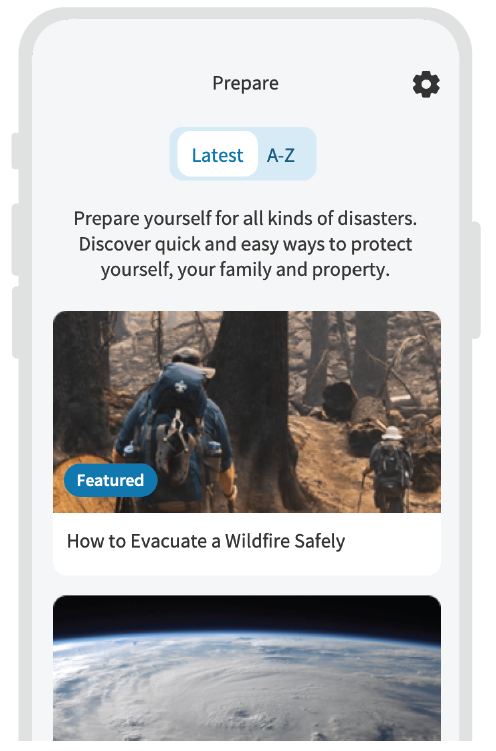 Prepare
Latest
A-Z
Prepare yourself for all kinds of disasters.
Discover quick and easy ways to protect
yourself, your family and property.
Featured
How to Evacuate a Wildfire Safely